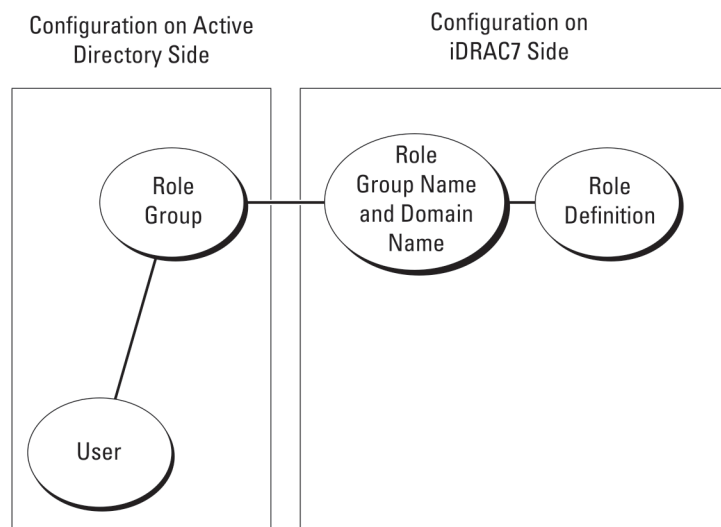 Configuration on Active
Directory Side
Configuration on
iDRAC7 Side
Role
Group
Role
Group Name
and Domain
Name
Role
Definition
User